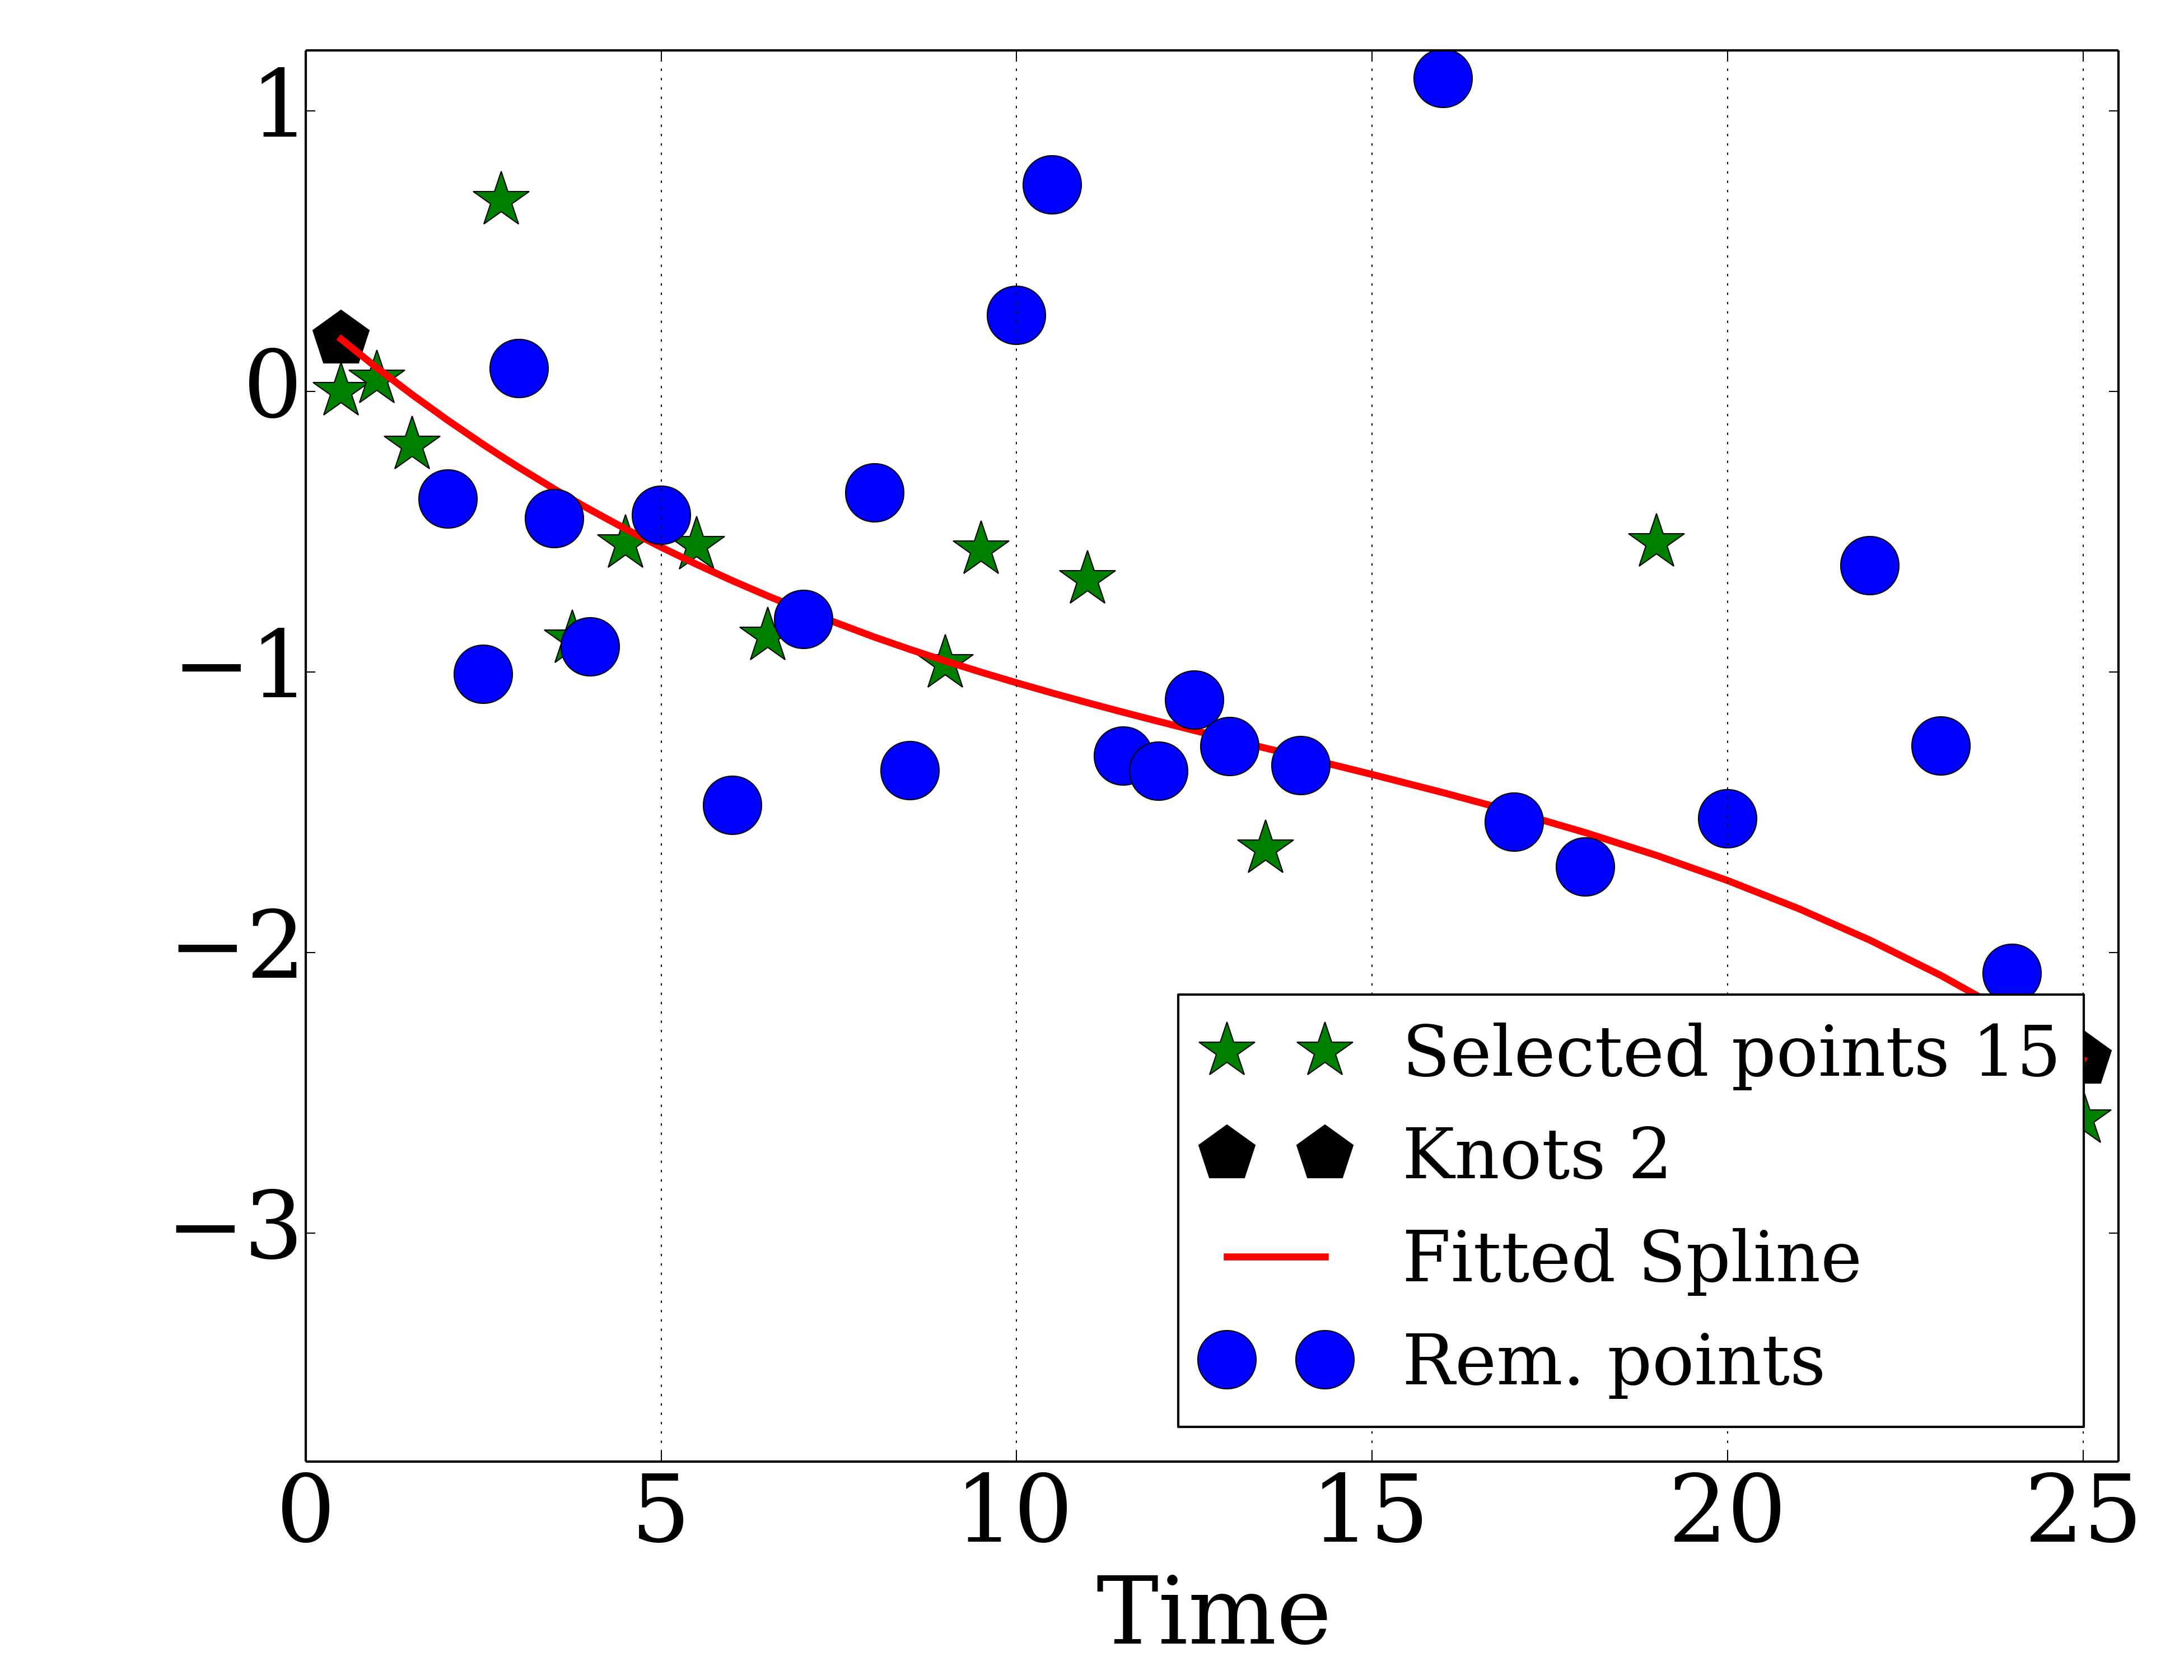 1
0
−1
−2
−3
Selected points 15
Knots 2
Fitted Spline
Rem. points
0 5 10 15 20 25
Time